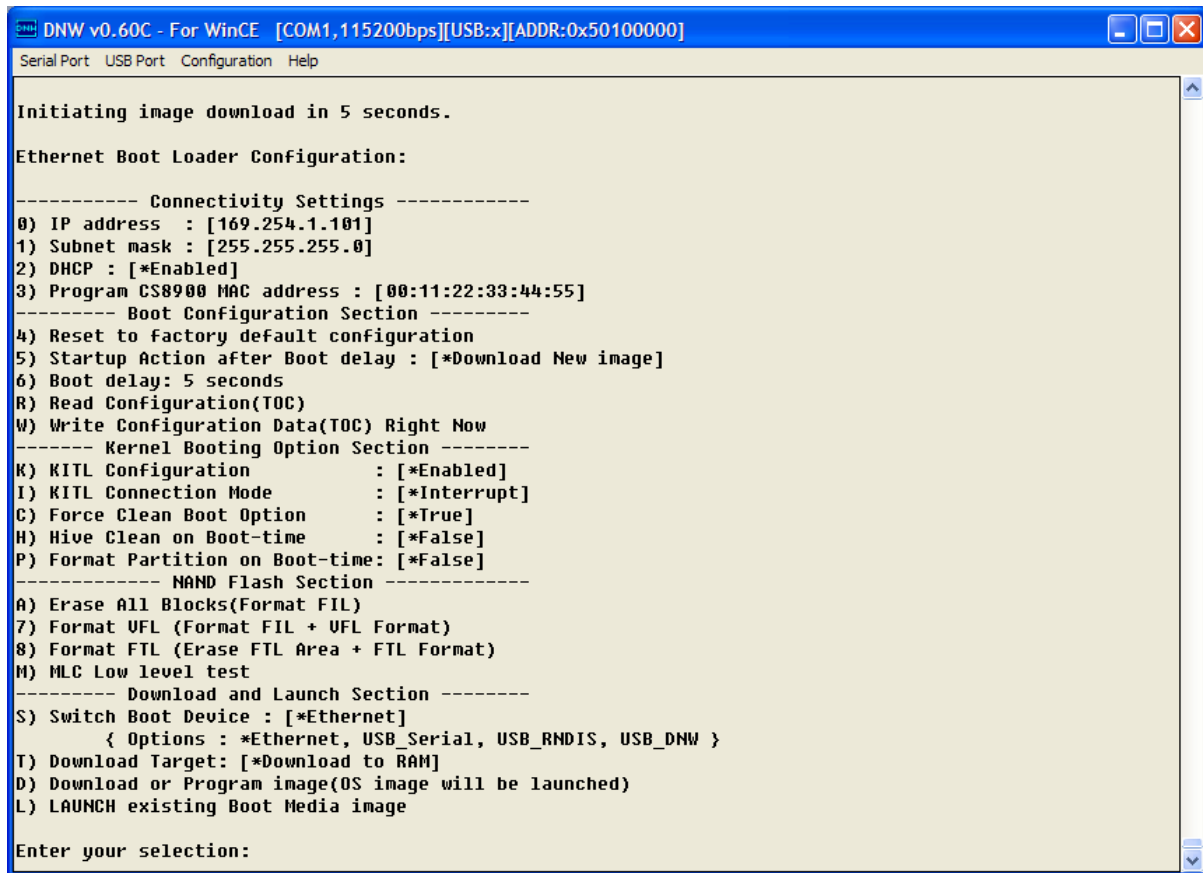 DNW v0.60C - For WinCE [COM1,115200bps][USB:x][ADDR:0x50100000]
Serial Port USB Port Configuration Help
Initiating image download in 5 seconds.
Ethernet Boot Loader Configuration:
----------- Connectivity Settings ------------
0) IP address  : [169.254.1.101]
1) Subnet mask : [255.255.255.0]
2) DHCP : [*Enabled]
3) Program CS8900 MAC address : [00:11:22:33:44:55]
--------- Boot Configuration Section ---------
4) Reset to factory default configuration
5) Startup Action after Boot delay : [*Download New image]
6) Boot delay: 5 seconds
R) Read Configuration(TOC)
W) Write Configuration Data(TOC) Right Now
------- Kernel Booting Option Section --------
K) KITL Configuration            : [*Enabled]
I) KITL Connection Mode          : [*Interrupt]
C) Force Clean Boot Option       : [*True]
H) Hive Clean on Boot-time       : [*False]
P) Format Partition on Boot-time: [*False]
------------- NAND Flash Section -------------
A) Erase All Blocks(Format FIL)
7) Format VFL (Format FIL + VFL Format)
8) Format FTL (Erase FTL Area + FTL Format)
M) MLC Low level test
--------- Download and Launch Section --------
S) Switch Boot Device : [*Ethernet]
{ Options : *Ethernet, USB_Serial, USB_RNDIS, USB_DNW }
T) Download Target: [*Download to RAM]
D) Download or Program image(OS image will be launched)
L) LAUNCH existing Boot Media image
Enter your selection: